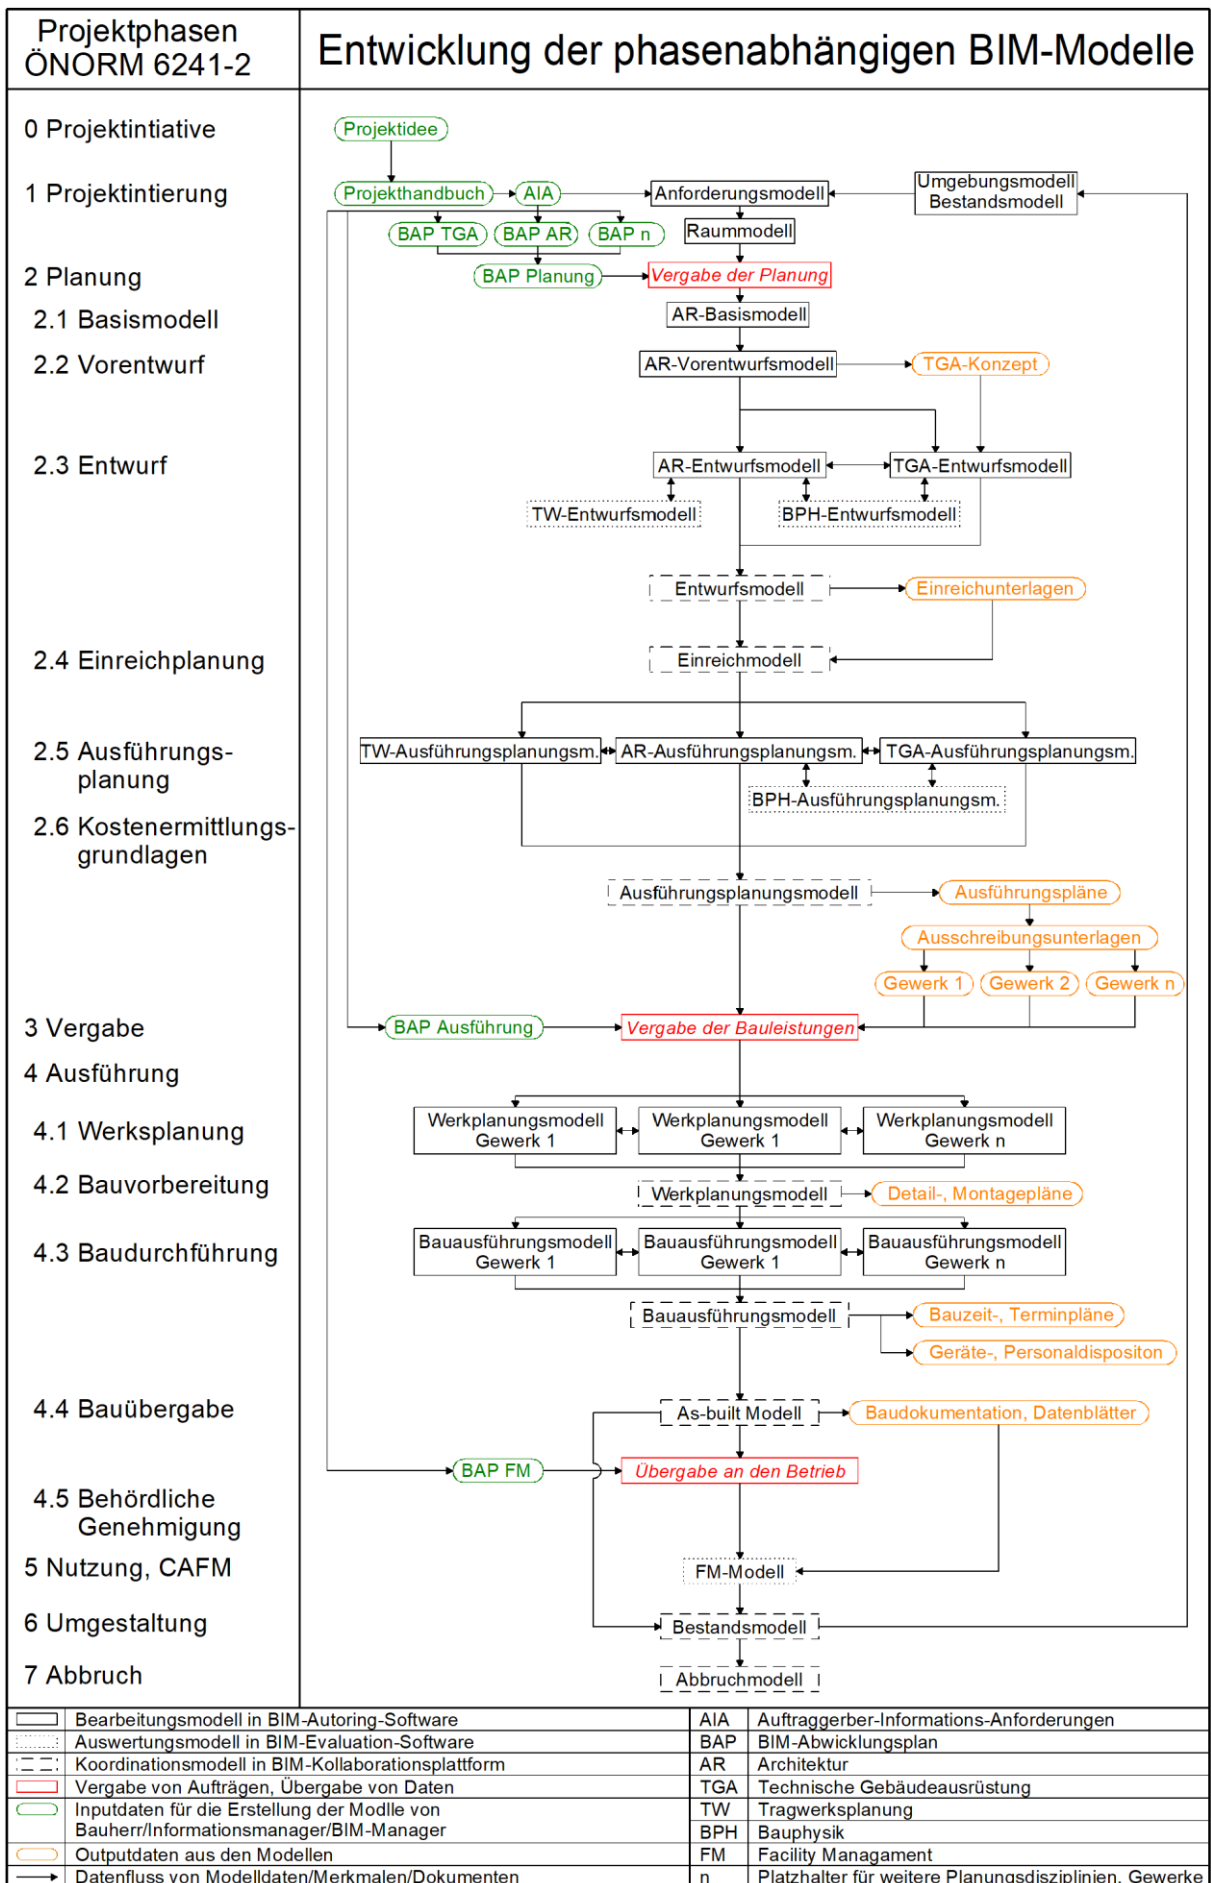 Projektphasen
ÖNORM 6241-2
Entwicklung der phasenabhängigen BIM-Modelle
0 Projektintiative
Projektidee
1 Projektintierung
Projekthandbuch
AIA
Anforderungsmodell
Umgebungsmodell
Bestandsmodell
BAP TGA
BAP AR
BAP n
Raummodell
2 Planung
BAP Planung
Vergabe der Planung
2.1 Basismodell
AR-Basismodell
2.2 Vorentwurf
AR-Vorentwurfsmodell
TGA-Konzept
2.3 Entwurf
AR-Entwurfsmodell
TGA-Entwurfsmodell
TW-Entwurfsmodell
BPH-Entwurfsmodell
Entwurfsmodell
Einreichunterlagen
2.4 Einreichplanung
Einreichmodell
2.5 Ausführungs-
planung
TW-Ausführungsplanungsm.
AR-Ausführungsplanungsm.
TGA-Ausführungsplanungsm.
BPH-Ausführungsplanungsm.
2.6 Kostenermittlungs-
grundlagen
Ausführungsplanungsmodell
Ausführungspläne
Ausschreibungsunterlagen
Gewerk 1
Gewerk 2
Gewerk n
3 Vergabe
BAP Ausführung
Vergabe der Bauleistungen
4 Ausführung
4.1 Werksplanung
Werkplanungsmodell
Gewerk 1
Werkplanungsmodell
Gewerk 1
Werkplanungsmodell
Gewerk n
4.2 Bauvorbereitung
Werkplanungsmodell
Detail-, Montagepläne
4.3 Baudurchführung
Bauausführungsmodell
Gewerk 1
Bauausführungsmodell
Gewerk 1
Bauausführungsmodell
Gewerk n
Bauausführungsmodell
Bauzeit-, Terminpläne
Geräte-, Personaldispositon
4.4 Bauübergabe
As-built Modell
Baudokumentation, Datenblätter
BAP FM
Übergabe an den Betrieb
4.5 Behördliche
Genehmigung
5 Nutzung, CAFM
FM-Modell
6 Umgestaltung
Bestandsmodell
7 Abbruch
Abbruchmodell
Bearbeitungsmodell in BIM-Autoring-Software
AIA Auftraggerber-Informations-Anforderungen
Auswertungsmodell in BIM-Evaluation-Software
BAP BIM-Abwicklungsplan
Koordinationsmodell in BIM-Kollaborationsplattform
AR Architektur
Vergabe von Aufträgen, Übergabe von Daten
TGA Technische Gebäudeausrüstung
Inputdaten für die Erstellung der Modlle von
Bauherr/Informationsmanager/BIM-Manager
TW Tragwerksplanung
BPH Bauphysik
Outputdaten aus den Modellen
FM Facility Managament
Datenfluss von Modelldaten/Merkmalen/Dokumenten
n Platzhalter für weitere Planungsdisziplinen, Gewerke